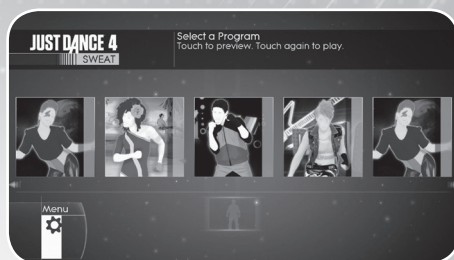 JUST DANCE 4
SWEAT
Select a Program
Touch to preview. Touch again to play.
Menu